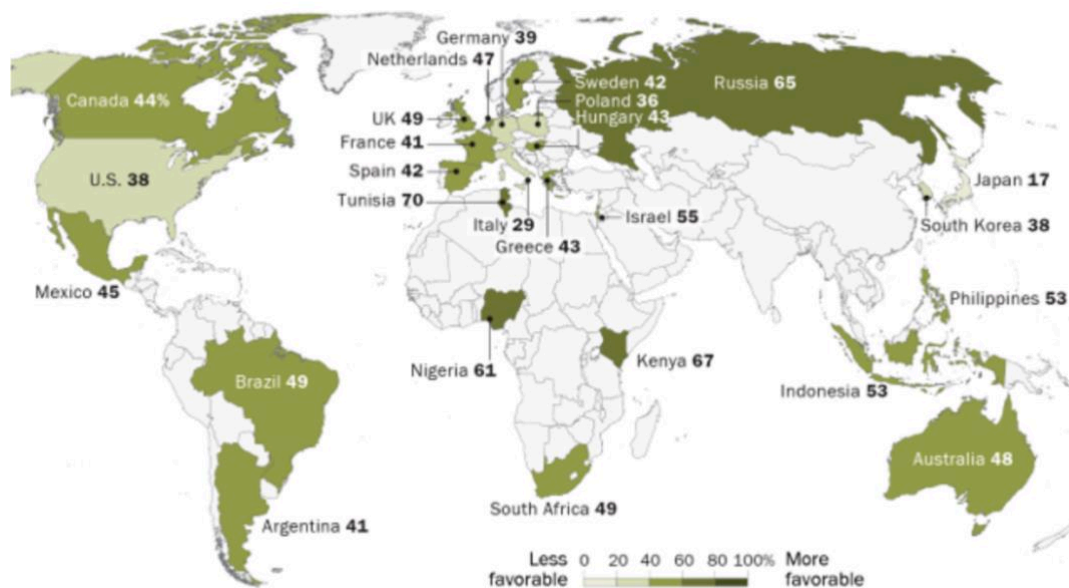 Germany 39
Netherlands 47
Canada 44%
UK 49
Sweden 42
Poland 36
Hungary 43
Russia 65
France 41
U.S. 38
Spain 42
Japan 17
Tunisia 70
Italy 29
Israel 55
South Korea 38
Greece 43
Mexico 45
Philippines 53
Nigeria 61
Kenya 67
Brazil 49
Indonesia 53
Australia 48
South Africa 49
Argentina 41
Less favorable
0 20 40 60 80 100%
More favorable